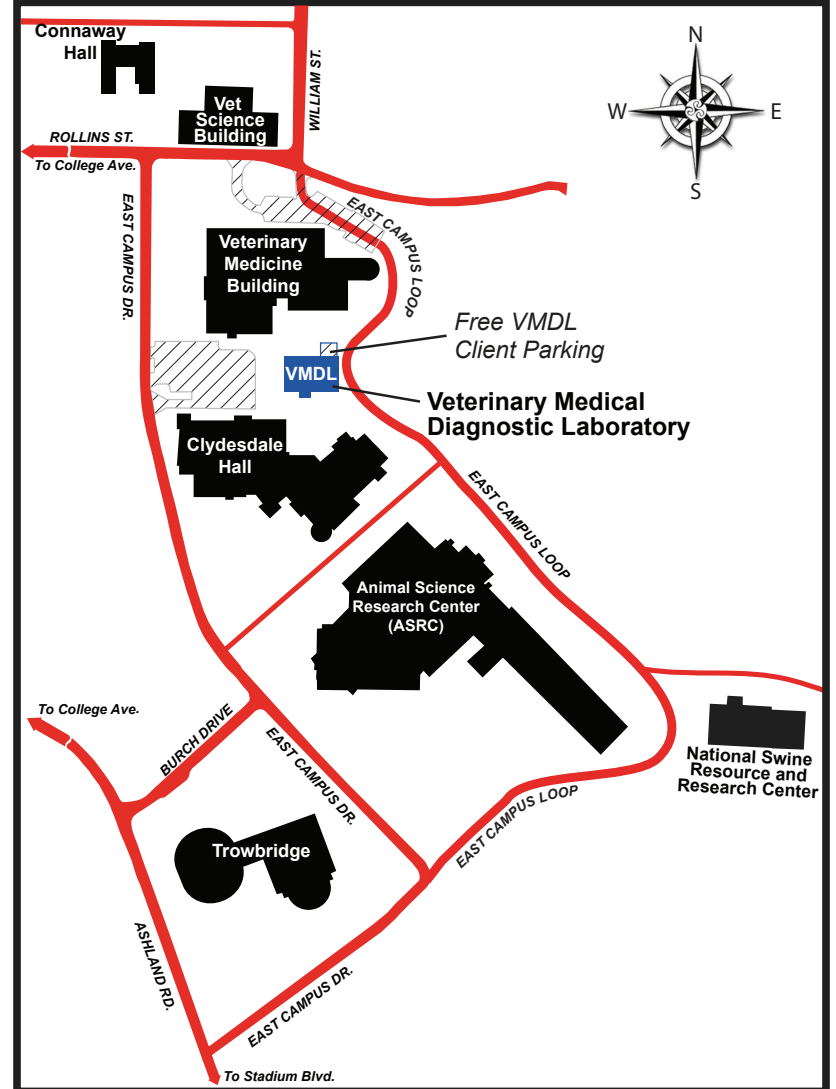 Connaway
Hall
Vet
Science
Building
WILLIAM ST.
N
W
E
S
ROLLINS ST.
To College Ave.
EAST CAMPUS DR.
EAST CAMPUS LOOP
Veterinary
Medicine
Building
Free VMDL
Client Parking
VMDL
Veterinary Medical
Diagnostic Laboratory
Clydesdale
Hall
EAST CAMPUS LOOP
Animal Science
Research Center
(ASRC)
To College Ave.
BURCH DRIVE
EAST CAMPUS DR.
National Swine
Resource and
Research Center
EAST CAMPUS LOOP
Trowbridge
ASHLAND RD.
EAST CAMPUS DR.
To Stadium Blvd.